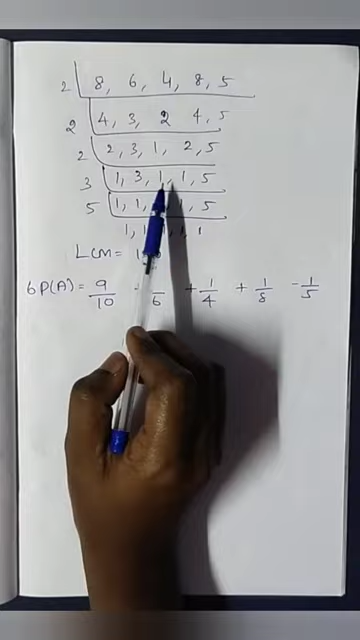 2 | 8, 6, 4, 8, 5
2 | 4, 3, 2 4, 5
2 | 2, 3, 1, 2, 5
3 | 1, 3, 1, 1, 5
5 | 1, 1, 1, 5
1, 1, 1
LCM =
6P(A) = 9/10 6 + 1/4 + 1/8 - 1/5